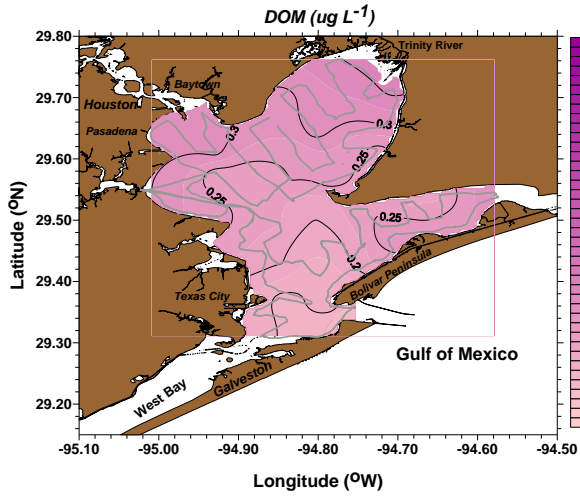 DOM (ug L-1)
29.80
29.70
29.60
29.50
29.40
29.30
29.20
Latitude (oN)
Trinity River
Baytown
Houston
Pasadena
0.3
0.3
0.25
0.25
0.25
0.2
Bolivar Peninsula
Texas City
Gulf of Mexico
Galveston
West Bay
-95.10
-95.00
-94.90
-94.80
-94.70
-94.60
-94.50
Longitude (oW)